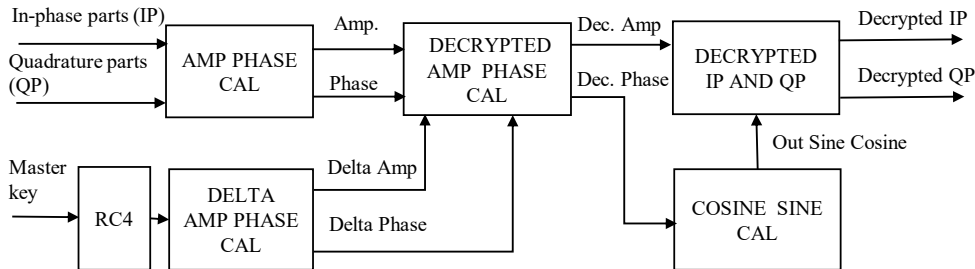 In-phase parts (IP)
Quadrature parts
(QP)
AMP PHASE
CAL
Amp.
Phase
DECRYPTED
AMP PHASE
CAL
Dec. Amp
Dec. Phase
DECRYPTED
IP AND QP
Decrypted IP
Decrypted QP
Master
key
RC4
DELTA
AMP PHASE
CAL
Delta Amp
Delta Phase
Out Sine Cosine
COSINE SINE
CAL